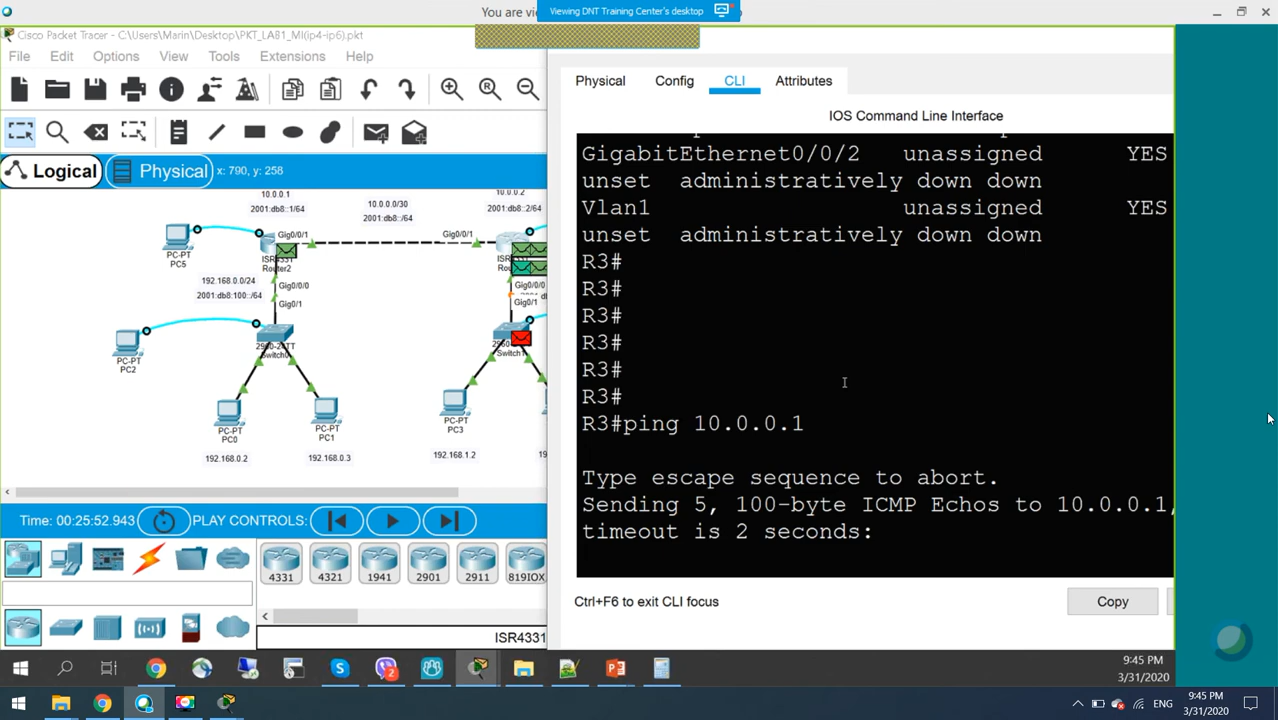 You are vie
Viewing DNT Training Center's desktop
Cisco Packet Tracer - C:\Users\Marin\Desktop\PKT_LAB1_MI(ip4-ip6).pkt
File Edit Options View Tools Extensions Help
Logical Physical x: 790, y: 258
10.0.0.1
2001:db8::1/64
10.0.0.0/30
2001:db8::/64
10.0.0.2
2001:db8::2/64
PC-PT
PC5
Gig0/0/1
ISR4331
Router2
Gig0/0/1
192.168.0.0/24
2001:db8:100::/64
Gig0/0/0
Gig0/1
Gig0/0/0
Gig0/1
PC-PT
PC2
2960-24TT
Switch0
Switch1
PC-PT
PC0
PC-PT
PC1
PC-PT
PC3
192.168.0.2
192.168.0.3
192.168.1.2
Time: 00:25:52.943 PLAY CONTROLS:
4331 4321 1941 2901 2911 819IOX
ISR4331
Physical Config CLI Attributes
IOS Command Line Interface
GigabitEthernet0/0/2 unassigned YES
unset administratively down down
Vlan1 unassigned YES
unset administratively down down
R3#
R3#
R3#
R3#
R3#
R3#
R3#ping 10.0.0.1
Type escape sequence to abort.
Sending 5, 100-byte ICMP Echos to 10.0.0.1,
timeout is 2 seconds:
Ctrl+F6 to exit CLI focus
Copy
9:45 PM
3/31/2020
ENG
9:45 PM
3/31/2020